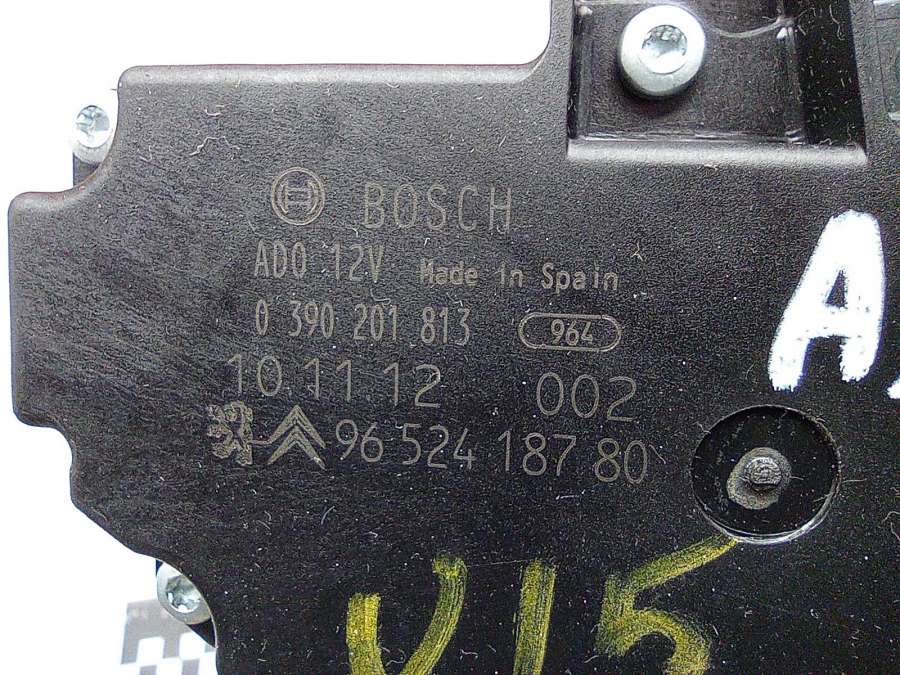 BOSCH
ADO 12V Made in Spain
0 390 201 813 964
10.11.12 002
96 524 187 80
A
V15